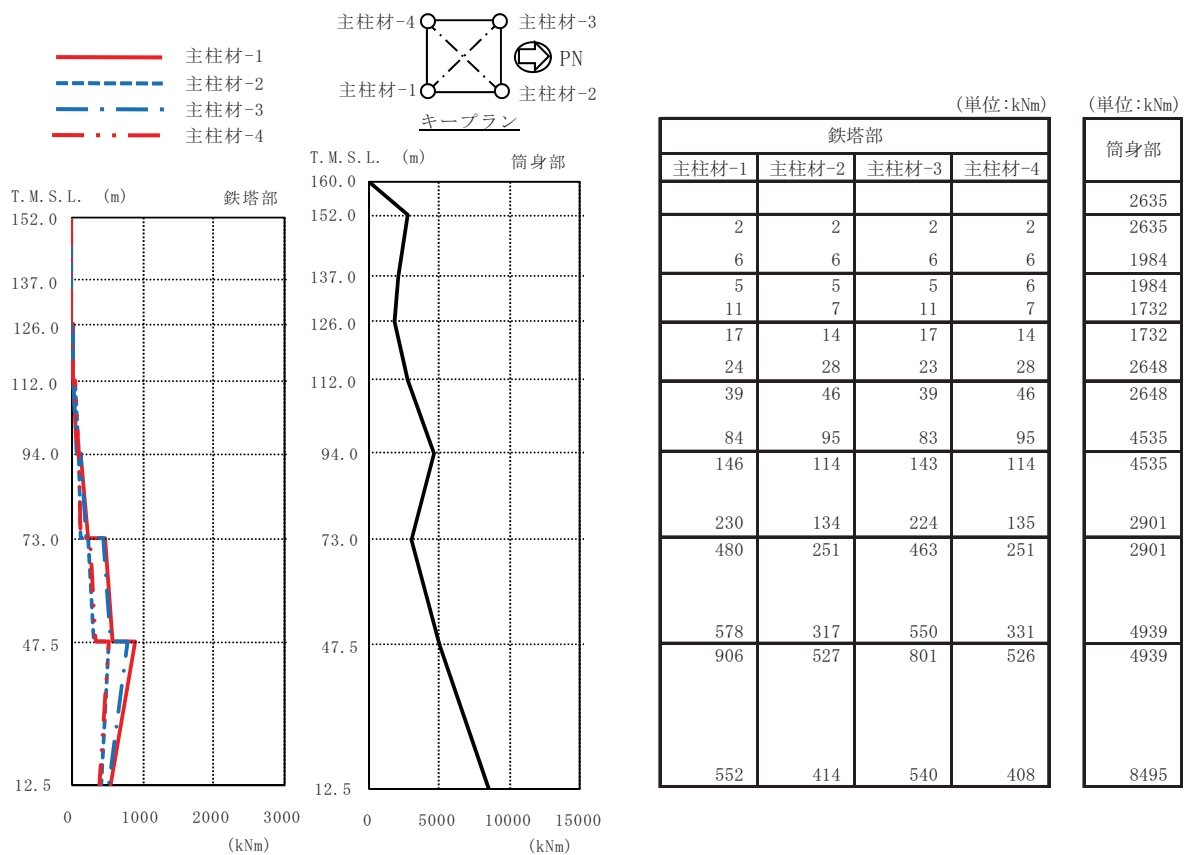 主柱材-1
主柱材-2
主柱材-3
主柱材-4
主柱材-4 主柱材-3
PN
主柱材-1 主柱材-2
キープラン
T.M.S.L. (m) 鉄塔部
152.0
137.0
126.0
112.0
94.0
73.0
47.5
12.5
0 1000 2000 3000
(kNm)
T.M.S.L. (m) 筒身部
160.0
152.0
137.0
126.0
112.0
94.0
73.0
47.5
12.5
0 5000 10000 15000
(kNm)
(単位:kNm) (単位:kNm)
鉄塔部 筒身部
主柱材-1 主柱材-2 主柱材-3 主柱材-4
2635
2 2 2 2 2635
6 6 6 6 1984
5 5 5 6 1984
11 7 11 7 1732
17 14 17 14 1732
24 28 23 28 2648
39 46 39 46 2648
84 95 83 95 4535
146 114 143 114 4535
230 134 224 135 2901
480 251 463 251 2901
578 317 550 331 4939
906 527 801 526 4939
552 414 540 408 8495